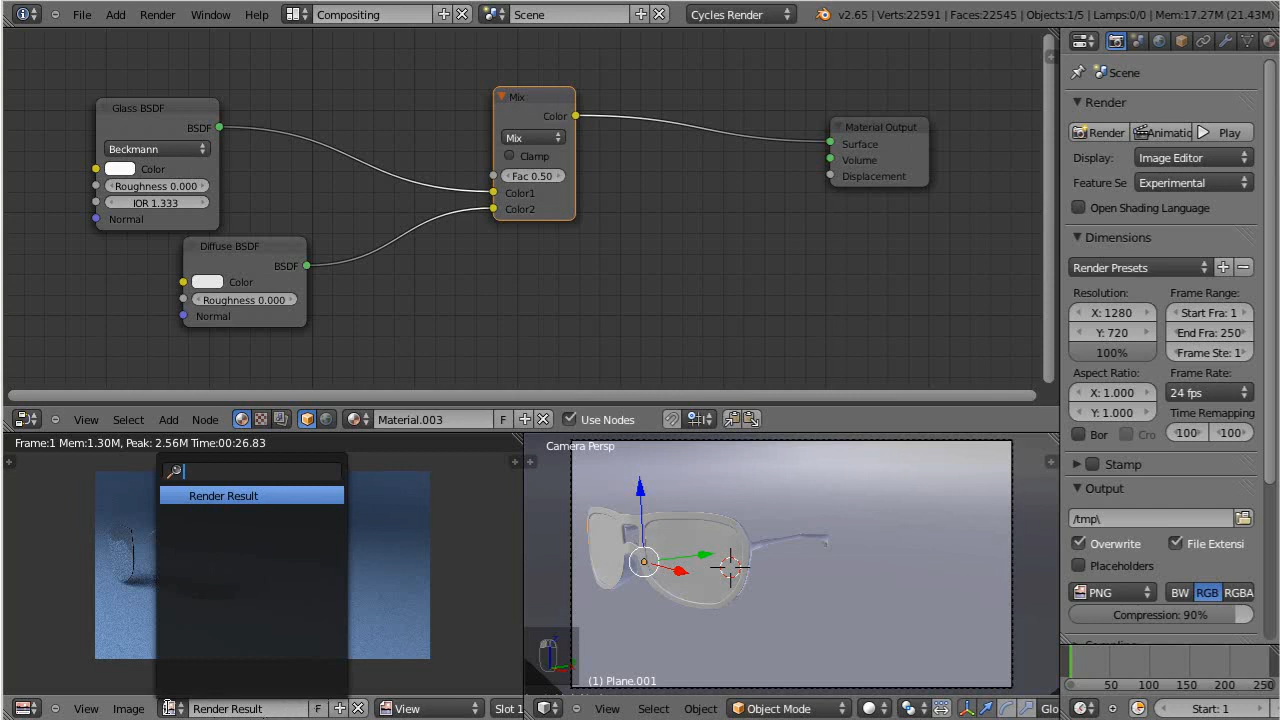 File Add Render Window Help Compositing Scene Cycles Render v2.65 | Verts:22591 | Faces:22545 | Objects:1/5 | Lamps:0/0 | Mem:17.27M (21.43M)
Glass BSDF
BSDF
Beckmann
Color
Roughness 0.000
IOR 1.333
Normal
Diffuse BSDF
BSDF
Color
Roughness 0.000
Normal
Mix
Color
Mix
Clamp
Fac 0.50
Color1
Color2
Material Output
Surface
Volume
Displacement
View Select Add Node Material.003 F Use Nodes
Frame:1 Mem:1.30M, Peak: 2.56M Time:00:26.83
Render Result
View Image Render Result F View Slot 1
Camera Persp
(1) Plane.001
View Select Object Object Mode Glo
Scene
Render
Render Animatic Play
Display: Image Editor
Feature Se Experimental
Open Shading Language
Dimensions
Render Presets
Resolution: Frame Range:
X: 1280 Start Fra: 1
Y: 720 End Fra: 250
100% Frame Ste: 1
Aspect Ratio: Frame Rate:
X: 1.000 24 fps
Y: 1.000 Time Remapping
Bor Cro 100 100
Stamp
Output
/tmp\
Overwrite File Extensi
Placeholders
PNG BW RGB RGBA
Compression: 90%
0 50 100 150 200 250
Start: 1